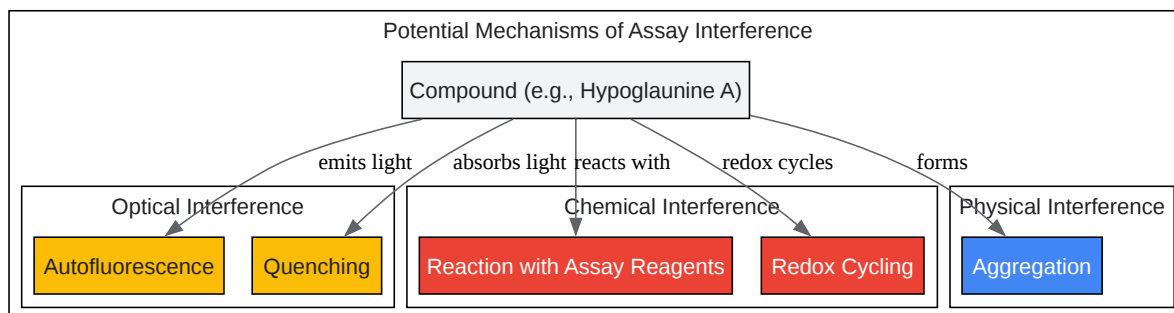 Potential Mechanisms of Assay Interference
Compound (e.g., Hypoglaunine A)
emits light
absorbs light
reacts with
redox cycles
forms
Optical Interference
Chemical Interference
Physical Interference
Autofluorescence
Quenching
Reaction with Assay Reagents
Redox Cycling
Aggregation